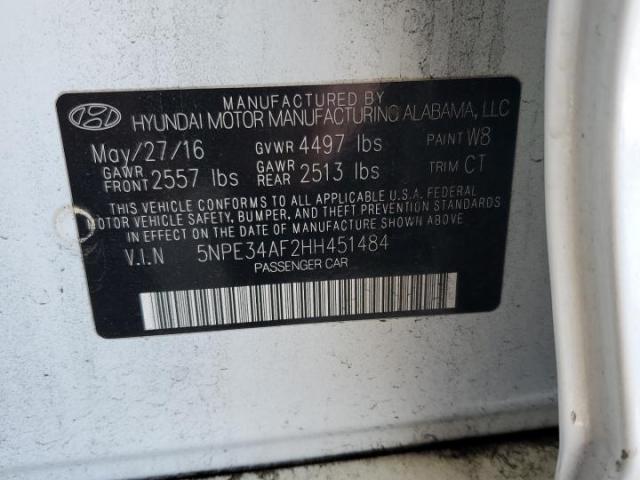 MANUFACTURED BY
HYUNDAI MOTOR MANUFACTURING ALABAMA, LLC
May/27/16 GVWR 4497 lbs PAINT W8
GAWR FRONT 2557 lbs GAWR REAR 2513 lbs TRIM CT
THIS VEHICLE CONFORMS TO ALL APPLICABLE U.S.A. FEDERAL
MOTOR VEHICLE SAFETY, BUMPER, AND THEFT PREVENTION STANDARDS
IN EFFECT ON THE DATE OF MANUFACTURE SHOWN ABOVE.
V.I.N 5NPE34AF2HH451484
PASSENGER CAR